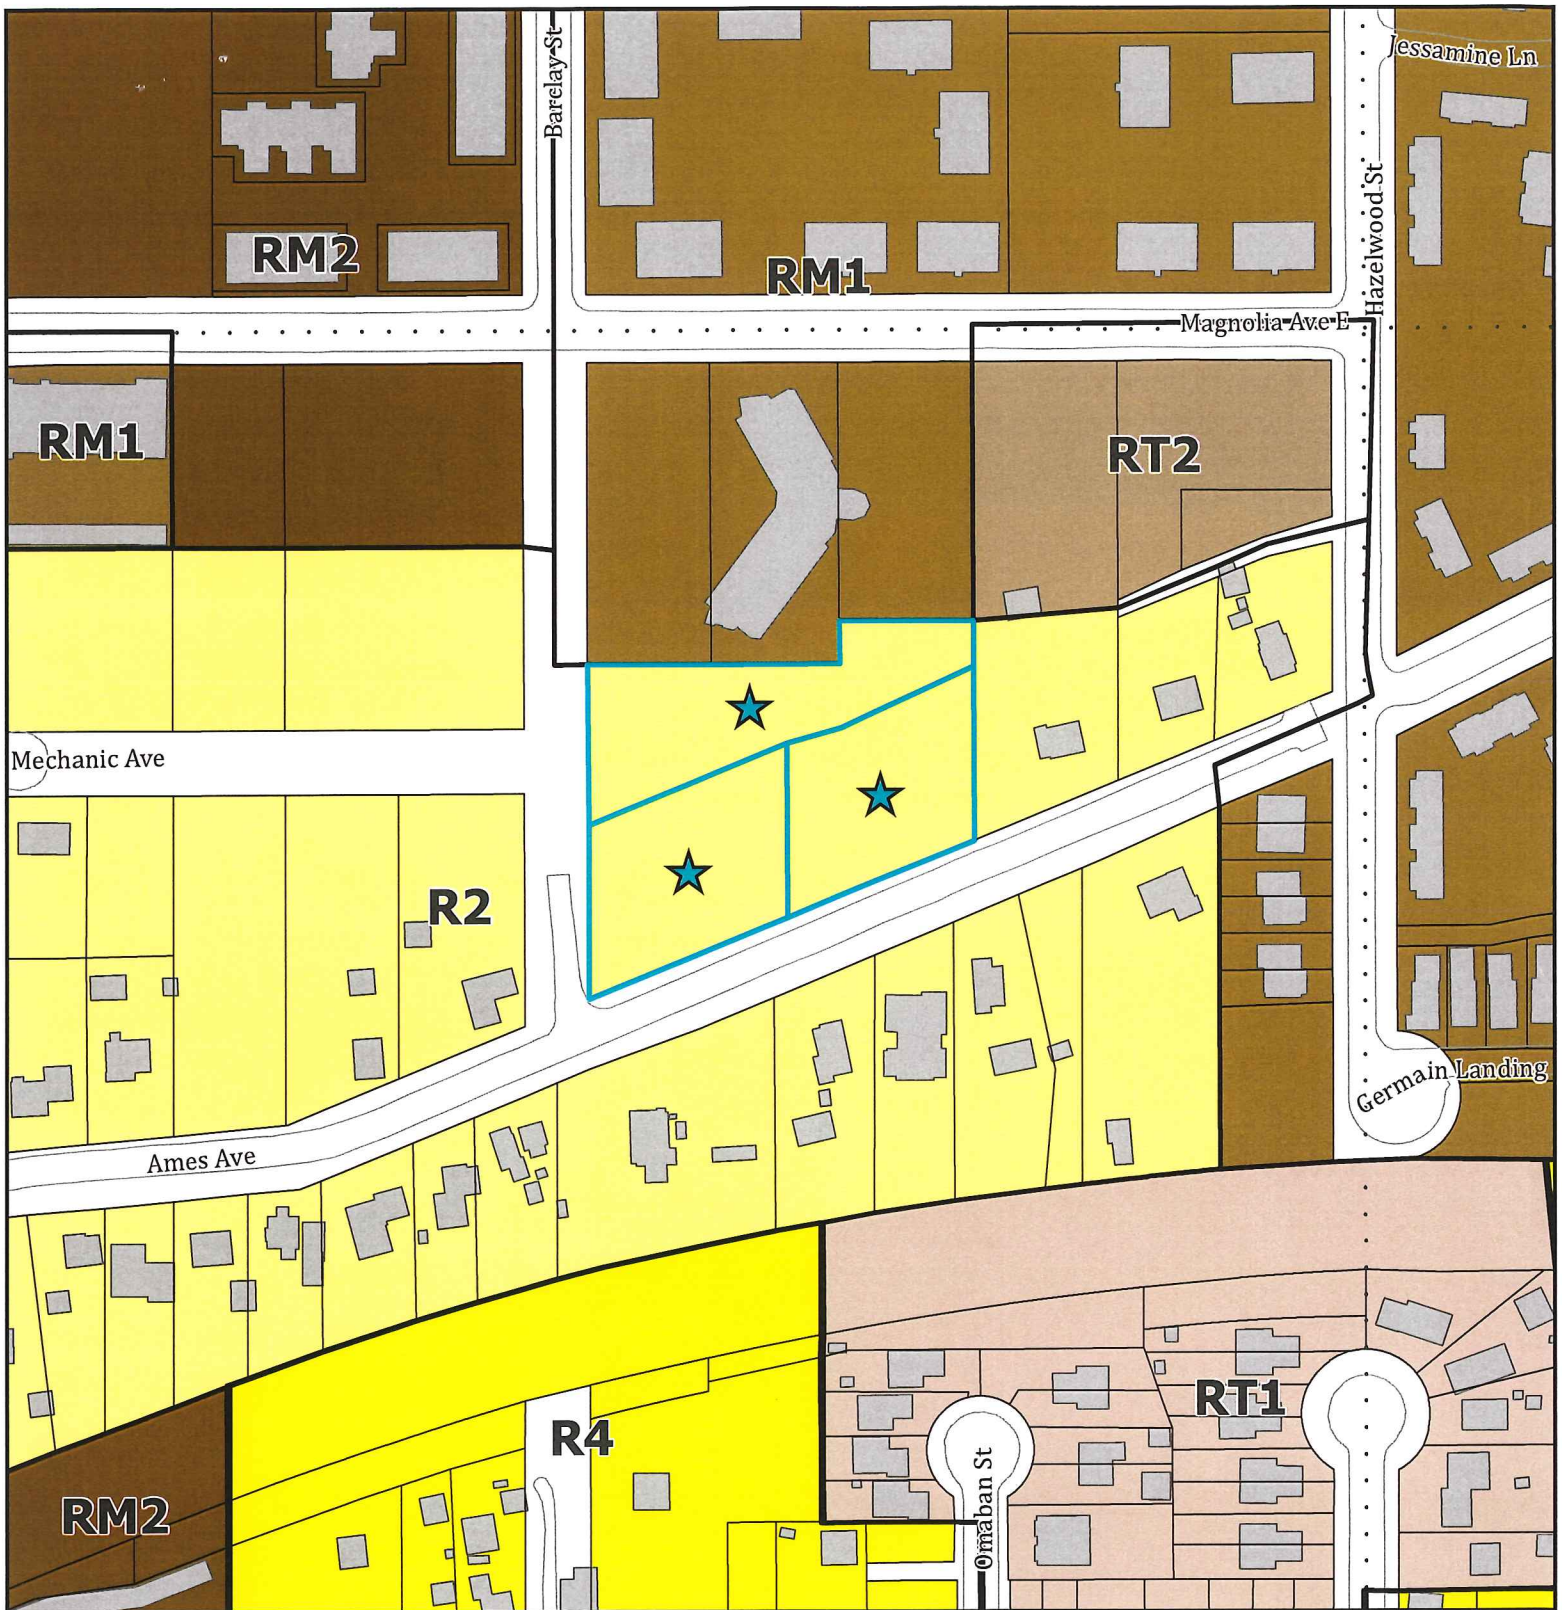 Jessamine Ln
Barclay St
Hazelwood St
RM2
RM1
Magnolia Ave E
RM1
RT2
Mechanic Ave
R2
Germain Landing
Ames Ave
RT1
R4
RM2
Omaban St